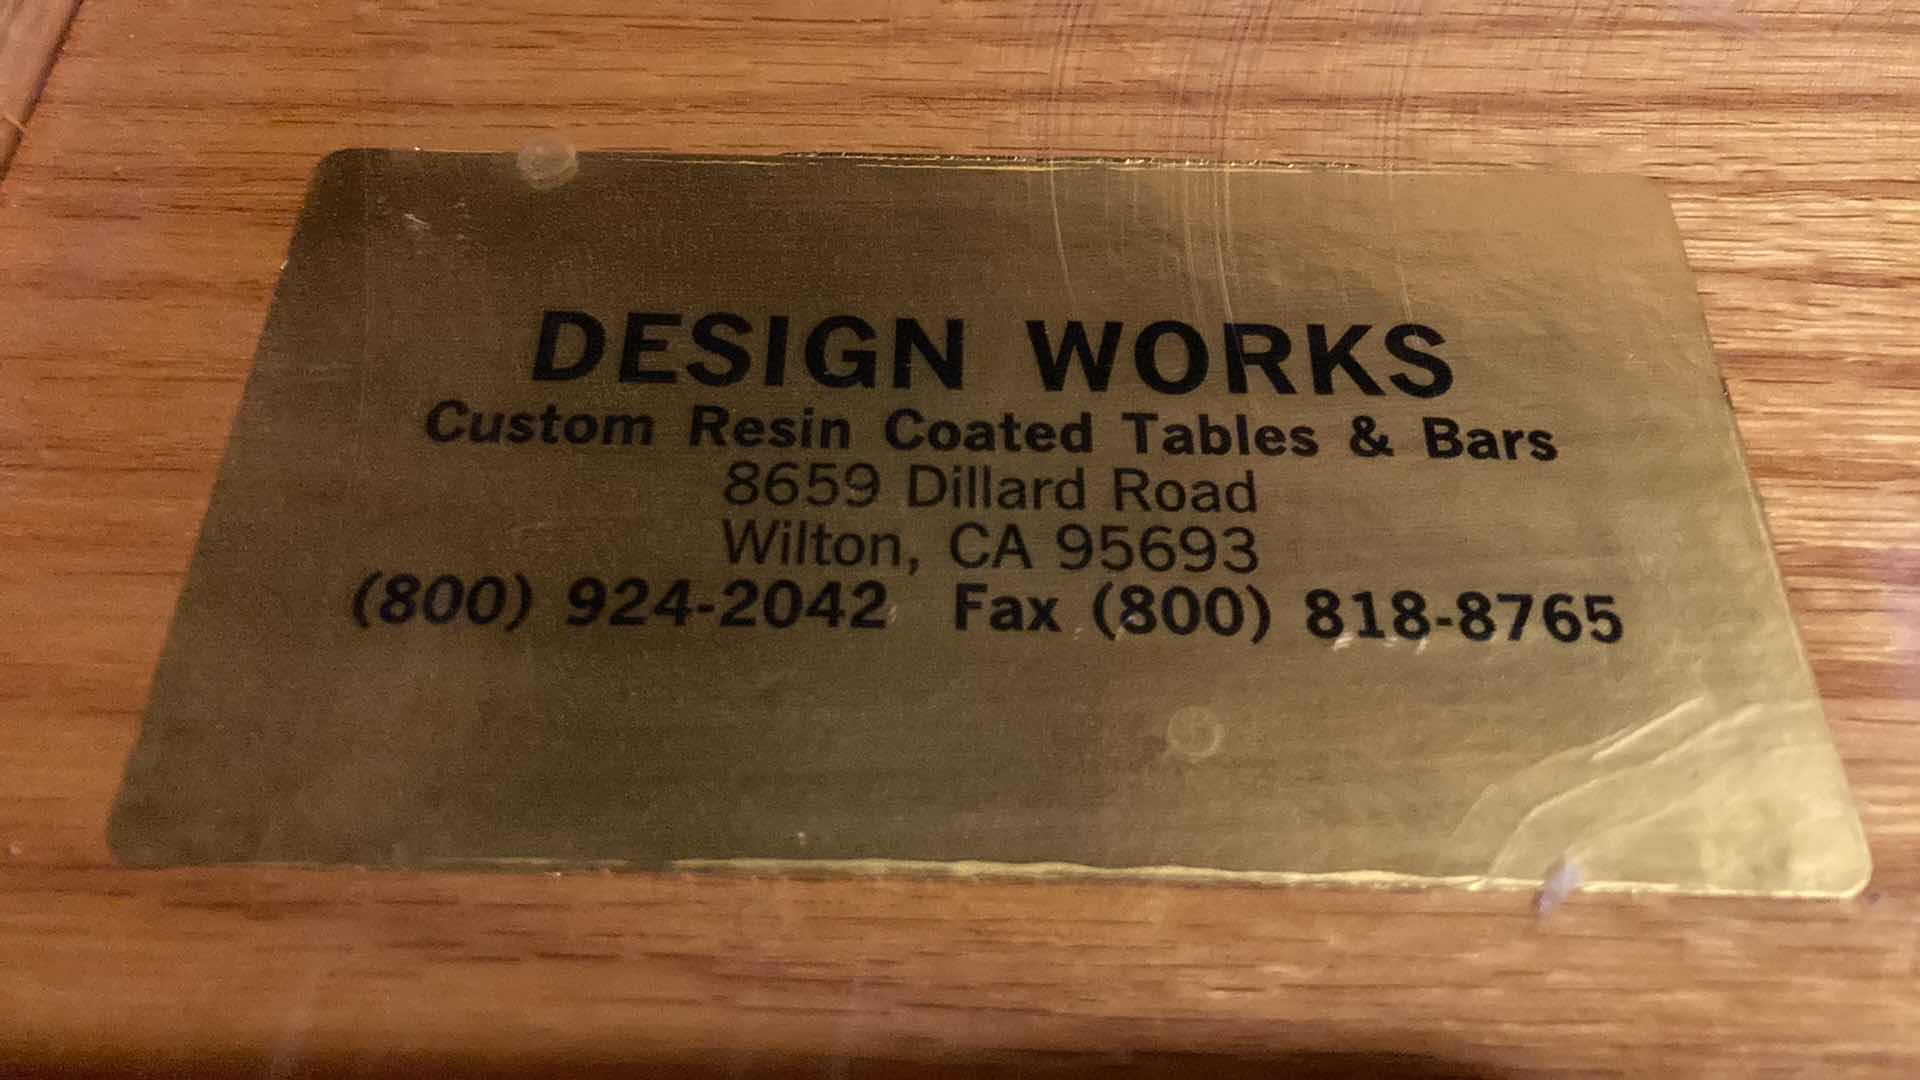 DESIGN WORKS
Custom Resin Coated Tables & Bars
8659 Dillard Road
Wilton, CA 95693
(800) 924-2042 Fax (800) 818-8765